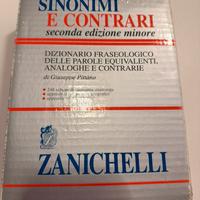 SINONIMI
E CONTRARI
seconda edizione minore
DIZIONARIO FRASEOLOGICO
DELLE PAROLE EQUIVALENTI,
ANALOGHE E CONTRARIE
di Giuseppe Pittàno
ZANICHELLI